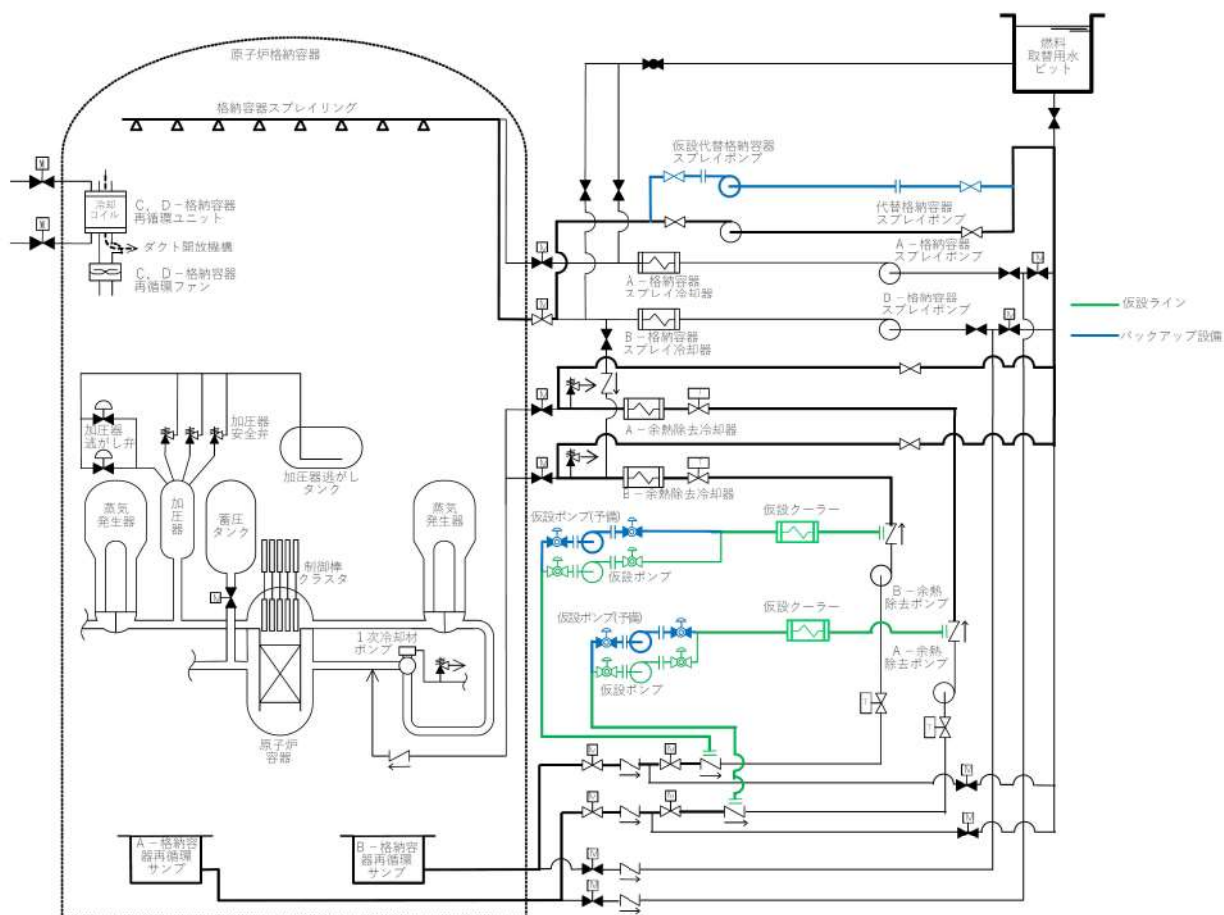 原子炉格納容器
燃料
取替用水
ピット
格納容器スプレイリング
仮設代替格納容器
スプレイポンプ
M
冷却
コイル
C，D－格納容器
再循環ユニット
代替格納容器
スプレイポンプ
M
ダクト開放機構
A－格納容器
スプレイポンプ
M
M
C，D－格納容器
再循環ファン
A－格納容器
スプレイ冷却器
B－格納容器
スプレイポンプ
仮設ライン
M
M
B－格納容器
スプレイ冷却器
バックアップ設備
加圧器
逃がし弁
加圧器
安全弁
M
A－余熱除去冷却器
加圧器逃がし
タンク
M
B－余熱除去冷却器
蒸気
発生器
加
圧
器
蓄圧
タンク
蒸気
発生器
仮設ポンプ(予備)
仮設クーラー
制御棒
クラスタ
仮設ポンプ
M
B－余熱
除去ポンプ
仮設ポンプ(予備)
仮設クーラー
1次冷却材
ポンプ
A－余熱
除去ポンプ
仮設ポンプ
原子炉
容器
M
M
M
M
M
M
A－格納容
器再循環
サンプ
B－格納容
器再循環
サンプ
M
M